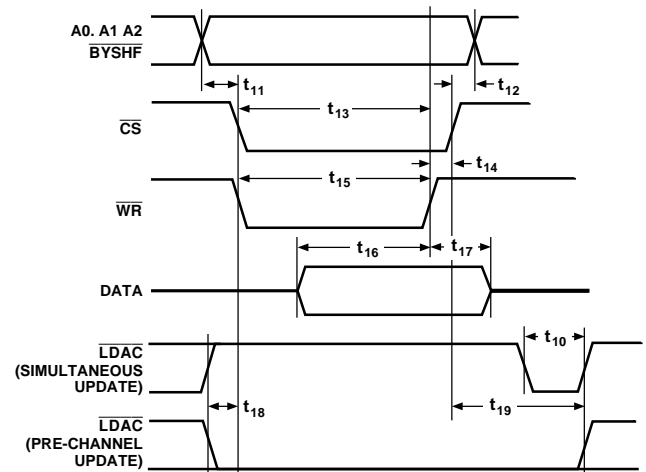 A0. A1 A2
BYSHF
t11
t12
t13
CS
t14
t15
WR
t16
t17
DATA
t10
LDAC
(SIMULTANEOUS
UPDATE)
t18
t19
LDAC
(PRE-CHANNEL
UPDATE)